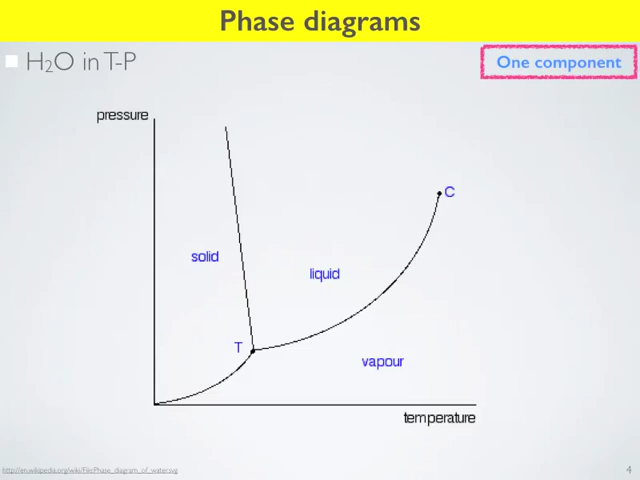 Phase diagrams
H₂O in T-P
One component
pressure
C
solid
liquid
T
vapour
temperature
http://en.wikipedia.org/wiki/File:Phase_diagram_of_water.svg
4